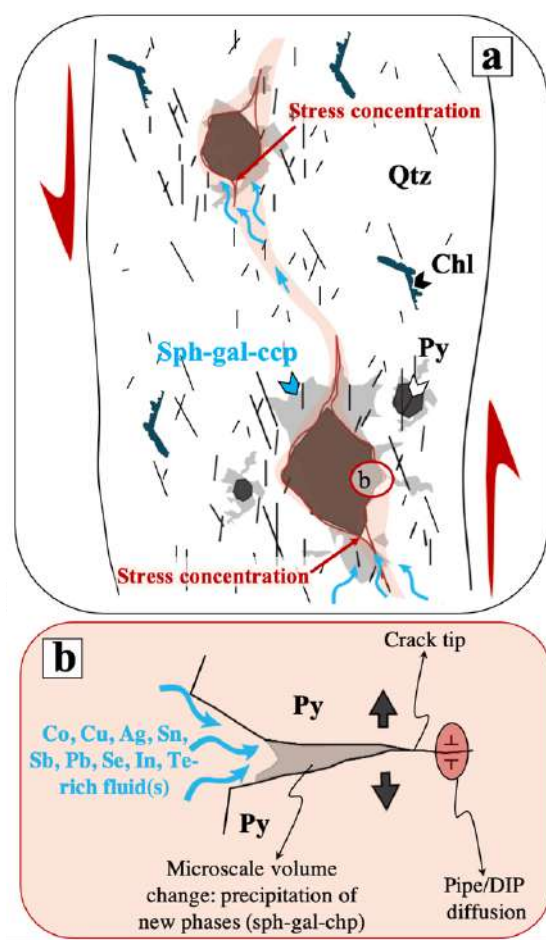 a
Stress concentration
Qtz
Chl
Sph-gal-ccp
Py
b
Stress concentration
b
Crack tip
Py
Co, Cu, Ag, Sn,
Sb, Pb, Se, In, Te-
rich fluid(s)
Py
Microscale volume
change: precipitation of
new phases (sph-gal-chp)
Pipe/DIP
diffusion